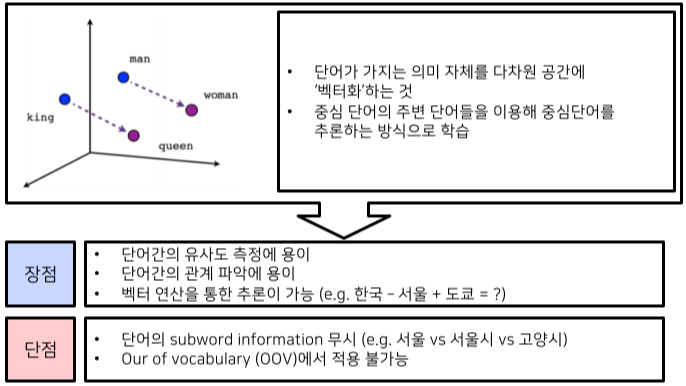 man
woman
king
queen
• 단어가 가지는 의미 자체를 다차원 공간에
'벡터화'하는 것
• 중심 단어의 주변 단어들을 이용해 중심단어를
추론하는 방식으로 학습
장점
• 단어간의 유사도 측정에 용이
• 단어간의 관계 파악에 용이
• 벡터 연산을 통한 추론이 가능 (e.g. 한국 – 서울 + 도쿄 = ?)
단점
• 단어의 subword information 무시 (e.g. 서울 vs 서울시 vs 고양시)
• Our of vocabulary (OOV)에서 적용 불가능